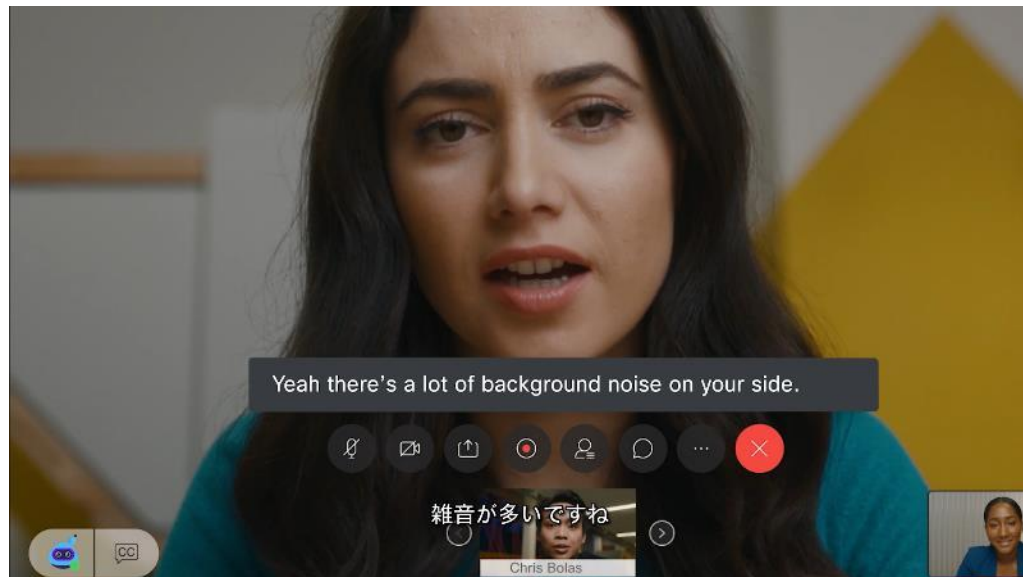 Yeah there's a lot of background noise on your side.
雑音が多いですね
Chris Bolas
CC